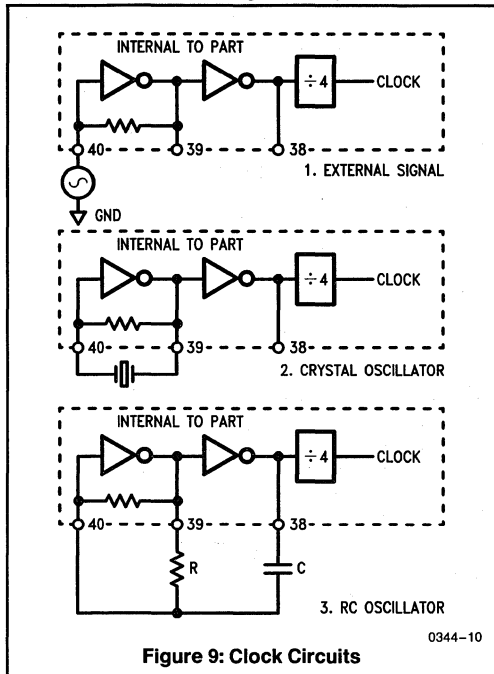 INTERNAL TO PART
÷4
CLOCK
40
39
38
1. EXTERNAL SIGNAL
GND
INTERNAL TO PART
÷4
CLOCK
40
39
38
2. CRYSTAL OSCILLATOR
INTERNAL TO PART
÷4
CLOCK
40
39
38
R
C
3. RC OSCILLATOR
0344-10
Figure 9: Clock Circuits